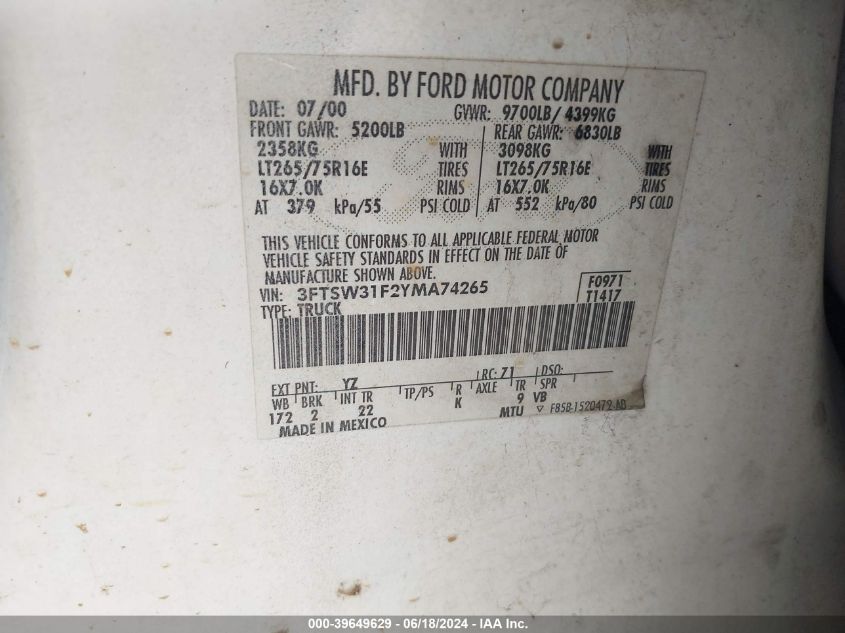 MFD. BY FORD MOTOR COMPANY
DATE: 07/00 GVWR: 9700LB/ 4399KG
FRONT GAWR: 5200LB REAR GAWR: 6830LB
2358KG WITH 3098KG WITH
LT265/75R16E TIRES LT265/75R16E TIRES
16X7.0K RIMS 16X7.0K RIMS
AT 379 kPa/55 PSI COLD AT 552 kPa/80 PSI COLD
THIS VEHICLE CONFORMS TO ALL APPLICABLE FEDERAL MOTOR
VEHICLE SAFETY STANDARDS IN EFFECT ON THE DATE OF
MANUFACTURE SHOWN ABOVE.
VIN: 3FTSW31F2YMA74265 F0971
TYPE: TRUCK T1417
EXT PNT: YZ RC: 71 DSO:
WB BRK INT TR TP/PS R AXLE TR SPR
172 2 22 K 9 VB
MADE IN MEXICO MTU F85B-1520472-AB
000-39649629 - 06/18/2024 - IAA Inc.